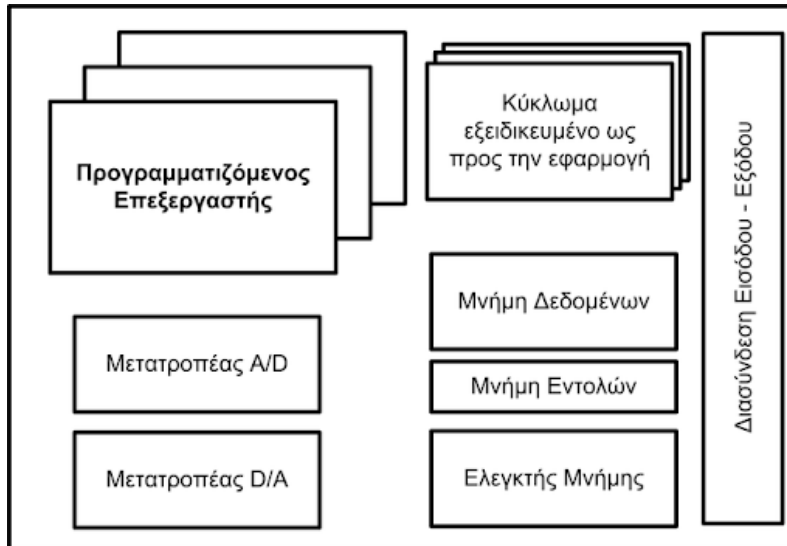 Προγραμματιζόμενος
Επεξεργαστής
Κύκλωμα
εξειδικευμένο ως
προς την εφαρμογή
Μνήμη Δεδομένων
Μετατροπέας A/D
Μνήμη Εντολών
Μετατροπέας D/A
Ελεγκτής Μνήμης
Διασύνδεση Εισόδου - Εξόδου